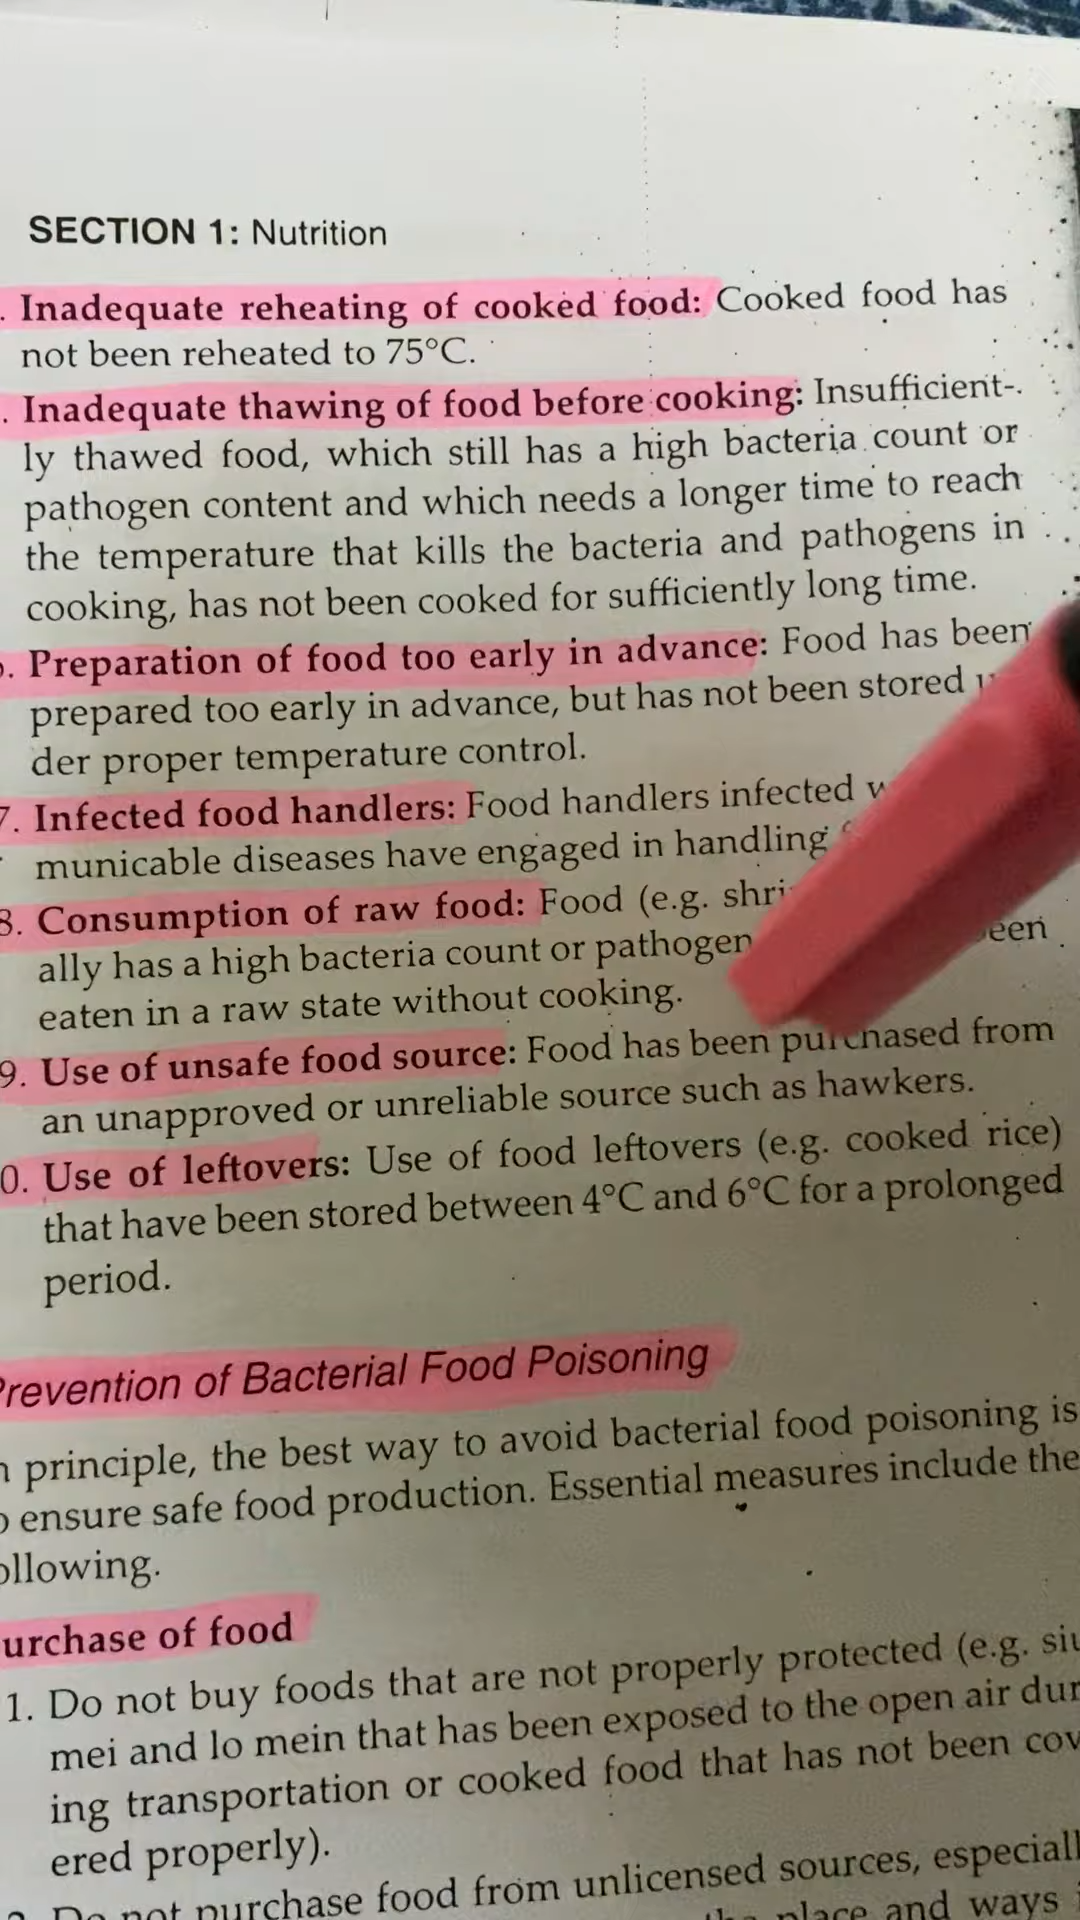 SECTION 1: Nutrition
. Inadequate reheating of cooked food: Cooked food has
not been reheated to 75°C.
. Inadequate thawing of food before cooking: Insufficient-
ly thawed food, which still has a high bacteria count or
pathogen content and which needs a longer time to reach
the temperature that kills the bacteria and pathogens in
cooking, has not been cooked for sufficiently long time.
. Preparation of food too early in advance: Food has been
prepared too early in advance, but has not been stored
der proper temperature control.
7. Infected food handlers: Food handlers infected
municable diseases have engaged in handling
8. Consumption of raw food: Food (e.g. shri
ally has a high bacteria count or pathogen een
eaten in a raw state without cooking.
9. Use of unsafe food source: Food has been purchased from
an unapproved or unreliable source such as hawkers.
0. Use of leftovers: Use of food leftovers (e.g. cooked rice)
that have been stored between 4°C and 6°C for a prolonged
period.
Prevention of Bacterial Food Poisoning
n principle, the best way to avoid bacterial food poisoning is
o ensure safe food production. Essential measures include the
ollowing.
urchase of food
1. Do not buy foods that are not properly protected (e.g. siu
mei and lo mein that has been exposed to the open air dur
ing transportation or cooked food that has not been cov
ered properly).
Do not purchase food from unlicensed sources, especiall
place and ways